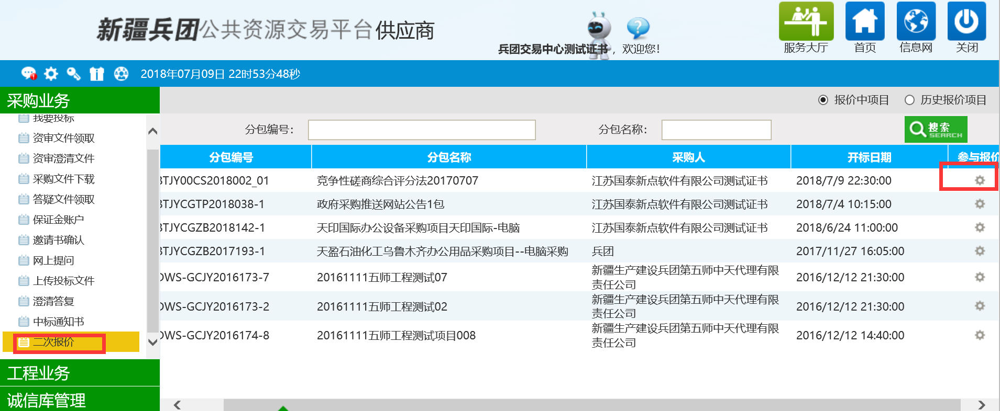 新疆兵团公共资源交易平台供应商
兵团交易中心测试证书 ，欢迎您！
服务大厅
首页
信息网
关闭
2018年07月09日 22时53分48秒
采购业务
我要投标
资审文件领取
资审澄清文件
采购文件下载
答疑文件领取
保证金账户
邀请书确认
网上提问
上传投标文件
澄清答复
中标通知书
二次报价
工程业务
诚信库管理
报价中项目 历史报价项目
分包编号： 分包名称： 搜索
SEARCH
分包编号 分包名称 采购人 开标日期 参与报价
BTJY00CS2018002_01 竞争性磋商综合评分法20170707 江苏国泰新点软件有限公司测试证书 2018/7/9 22:30:00
BTJYCGTP2018038-1 政府采购推送网站公告1包 江苏国泰新点软件有限公司测试证书 2018/7/4 10:15:00
BTJYCGZB2018142-1 天印国际办公设备采购项目天印国际-电脑 江苏国泰新点软件有限公司测试证书 2018/6/24 11:00:00
BTJYCGZB2017193-1 天盈石油化工乌鲁木齐办公用品采购项目--电脑采购 兵团 2017/11/27 16:05:00
DWS-GCJY2016173-7 20161111五师工程测试07 新疆生产建设兵团第五师中天代理有限
责任公司 2016/12/12 21:30:00
DWS-GCJY2016173-2 20161111五师工程测试02 新疆生产建设兵团第五师中天代理有限
责任公司 2016/12/12 21:30:00
DWS-GCJY2016174-8 20161111五师工程测试项目008 新疆生产建设兵团第五师中天代理有限
责任公司 2016/12/12 14:40:00